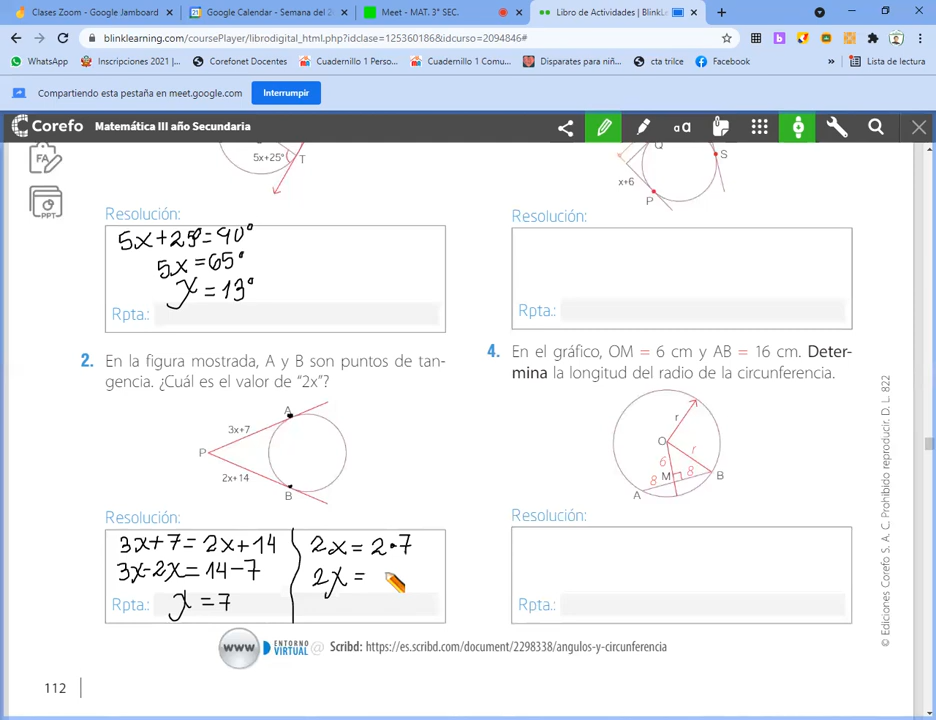 Clases Zoom - Google Jamboard
Google Calendar - Semana del 2
Meet - MAT. 3° SEC.
Libro de Actividades | BlinkLe
blinklearning.com/coursePlayer/librodigital_html.php?idclase=125360186&idcurso=2094846#
WhatsApp
Inscripciones 2021 |...
Corefonet Docentes
Cuadernillo 1 Perso...
Cuadernillo 1 Comu...
Disparates para niñ...
cta trilce
Facebook
»
Lista de lectura
Compartiendo esta pestaña en meet.google.com
Interrumpir
Corefo
Matemática III año Secundaria
aa
FA
PPT
5x+25°
T
Resolución:
5x+25°=90°
5x=65°
x=13°
Rpta.:
2. En la figura mostrada, A y B son puntos de tan-
gencia. ¿Cuál es el valor de “2x”?
A
3x+7
P
2x+14
B
Resolución:
3x+7=2x+14
3x-2x=14-7
x=7
2x=2·7
2x=
Rpta.:
Q
S
x+6
P
Resolución:
Rpta.:
4. En el gráfico, OM = 6 cm y AB = 16 cm. Deter-
mina la longitud del radio de la circunferencia.
r
O
r
6
M
8
8
B
A
Resolución:
Rpta.:
© Ediciones Corefo S. A. C. Prohibido reproducir. D. L. 822
www
ENTORNO
VIRTUAL
@
Scribd: https://es.scribd.com/document/2298338/angulos-y-circunferencia
112